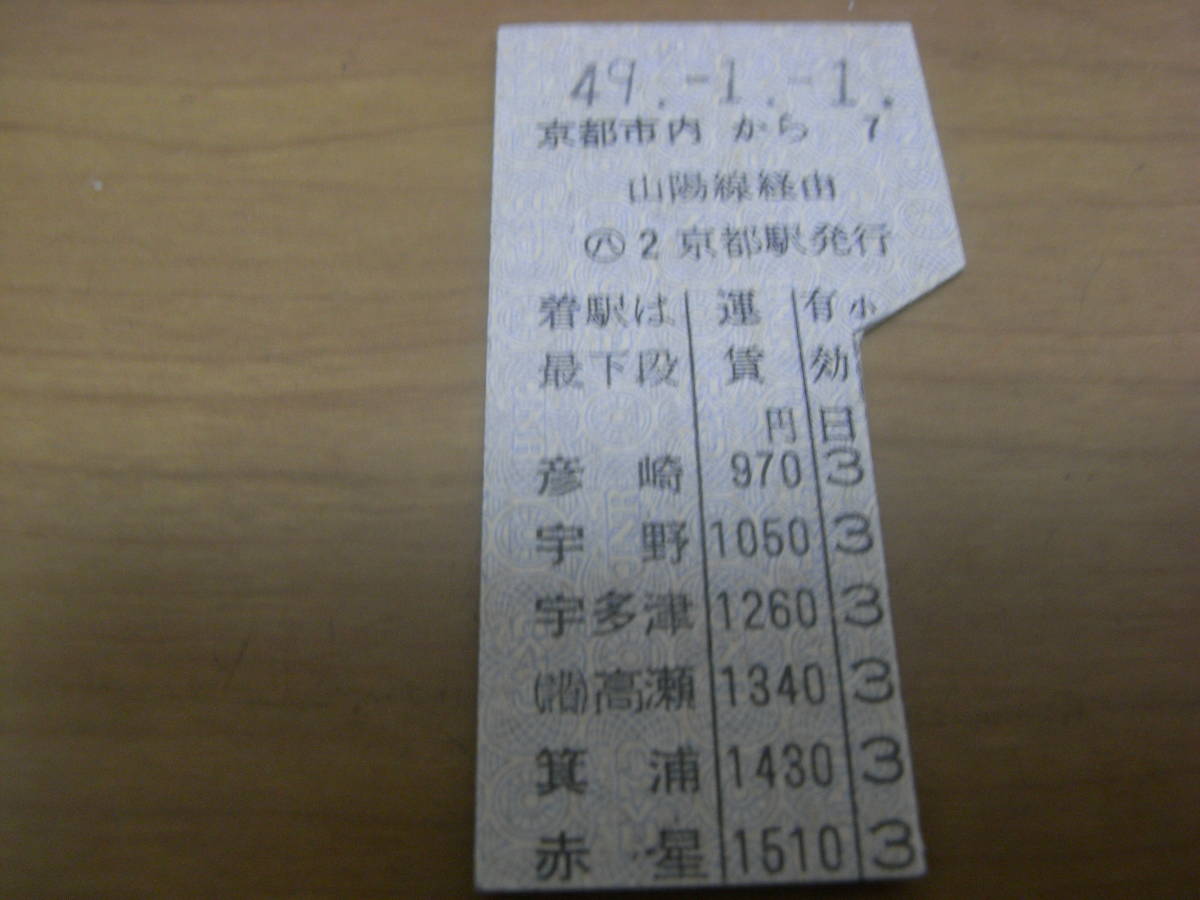 49.-1.-1.
京都市内 から 7
山陽線経由
㊇ 2 京都駅発行
着駅は 運 有 小
最下段 賃 効
円 日
彦崎 970 3
宇野 1050 3
宇多津 1260 3
高瀬 1340 3
箕浦 1430 3
赤星 1510 3